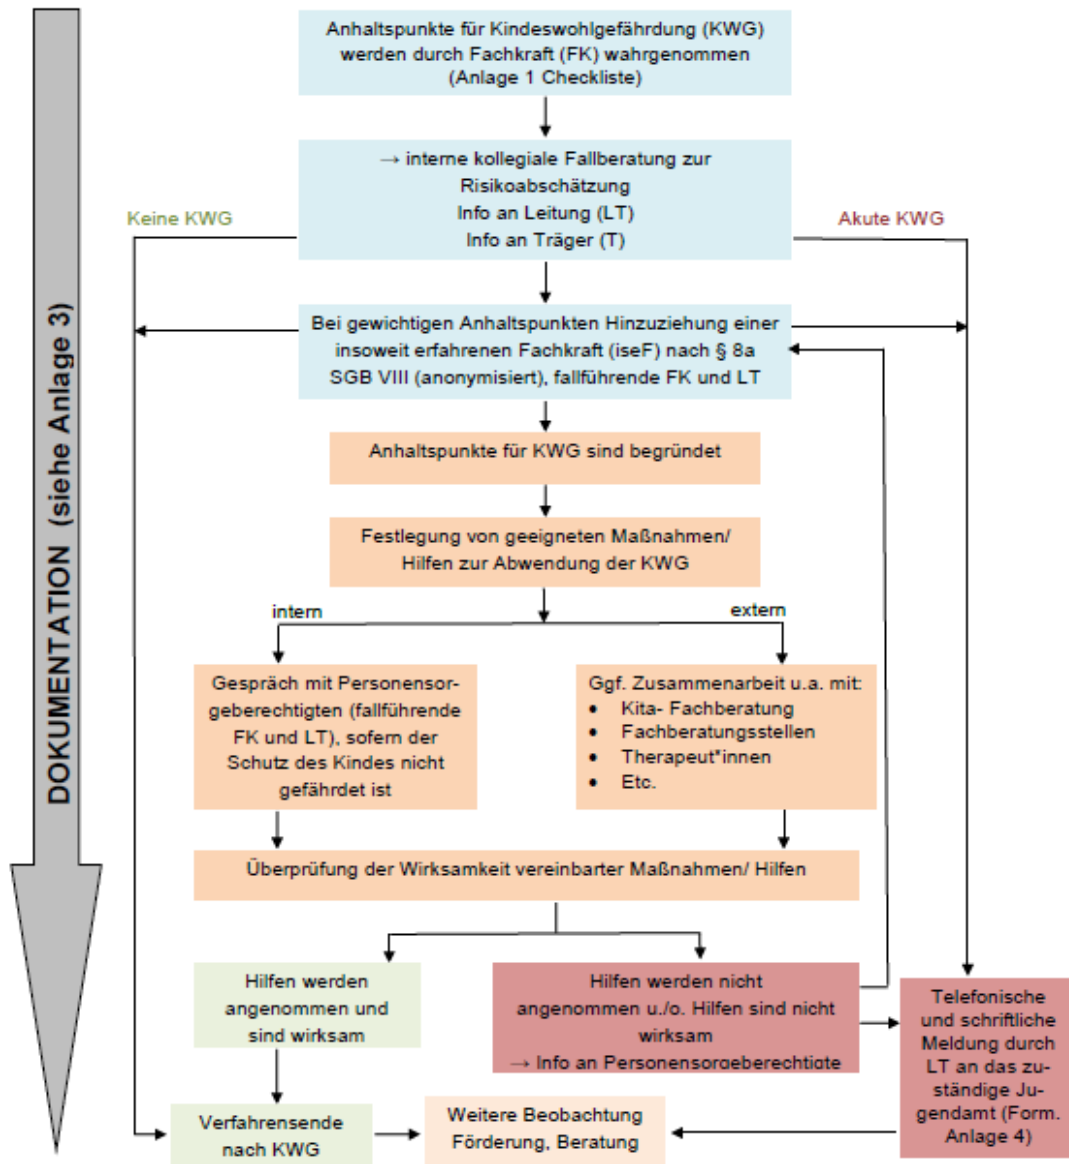 Anhaltspunkte für Kindeswohlgefährdung (KWG)
werden durch Fachkraft (FK) wahrgenommen
(Anlage 1 Checkliste)
→ interne kollegiale Fallberatung zur
Risikoabschätzung
Info an Leitung (LT)
Info an Träger (T)
Keine KWG
Akute KWG
Bei gewichtigen Anhaltspunkten Hinzuziehung einer
insoweit erfahrenen Fachkraft (iseF) nach § 8a
SGB VIII (anonymisiert), fallführende FK und LT
DOKUMENTATION (siehe Anlage 3)
Anhaltspunkte für KWG sind begründet
Festlegung von geeigneten Maßnahmen/
Hilfen zur Abwendung der KWG
intern
extern
Gespräch mit Personensor-
geberechtigten (fallführende
FK und LT), sofern der
Schutz des Kindes nicht
gefährdet ist
Ggf. Zusammenarbeit u.a. mit:
• Kita- Fachberatung
• Fachberatungsstellen
• Therapeut*innen
• Etc.
Überprüfung der Wirksamkeit vereinbarter Maßnahmen/ Hilfen
Hilfen werden
angenommen und
sind wirksam
Hilfen werden nicht
angenommen u./o. Hilfen sind nicht
wirksam
→ Info an Personensorgeberechtigte
Telefonische
und schriftliche
Meldung durch
LT an das zu-
ständige Ju-
gendamt (Form.
Anlage 4)
Verfahrensende
nach KWG
Weitere Beobachtung
Förderung, Beratung